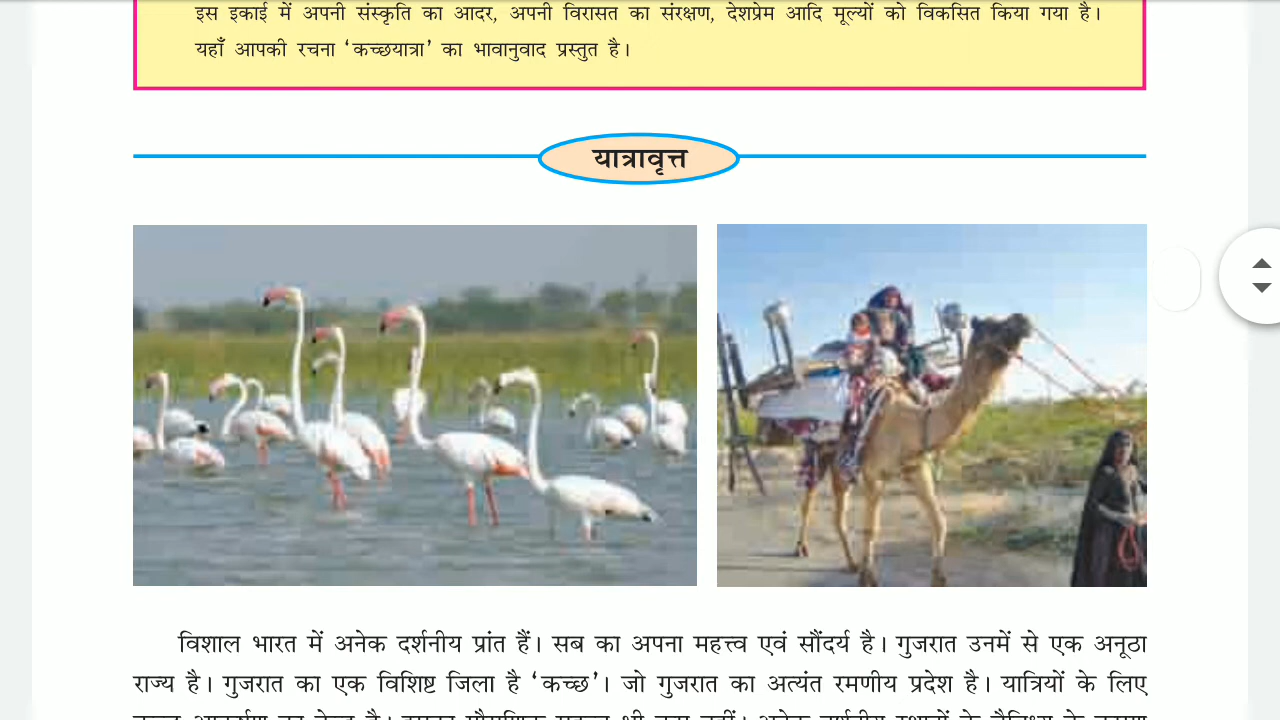 इस इकाई में अपनी संस्कृति का आदर, अपनी विरासत का संरक्षण, देशप्रेम आदि मूल्यों को विकसित किया गया है।
यहाँ आपकी रचना ‘कच्छयात्रा’ का भावानुवाद प्रस्तुत है।
यात्रावृत्त
विशाल भारत में अनेक दर्शनीय प्रांत हैं। सब का अपना महत्त्व एवं सौंदर्य है। गुजरात उनमें से एक अनूठा
राज्य है। गुजरात का एक विशिष्ट जिला है ‘कच्छ’। जो गुजरात का अत्यंत रमणीय प्रदेश है। यात्रियों के लिए